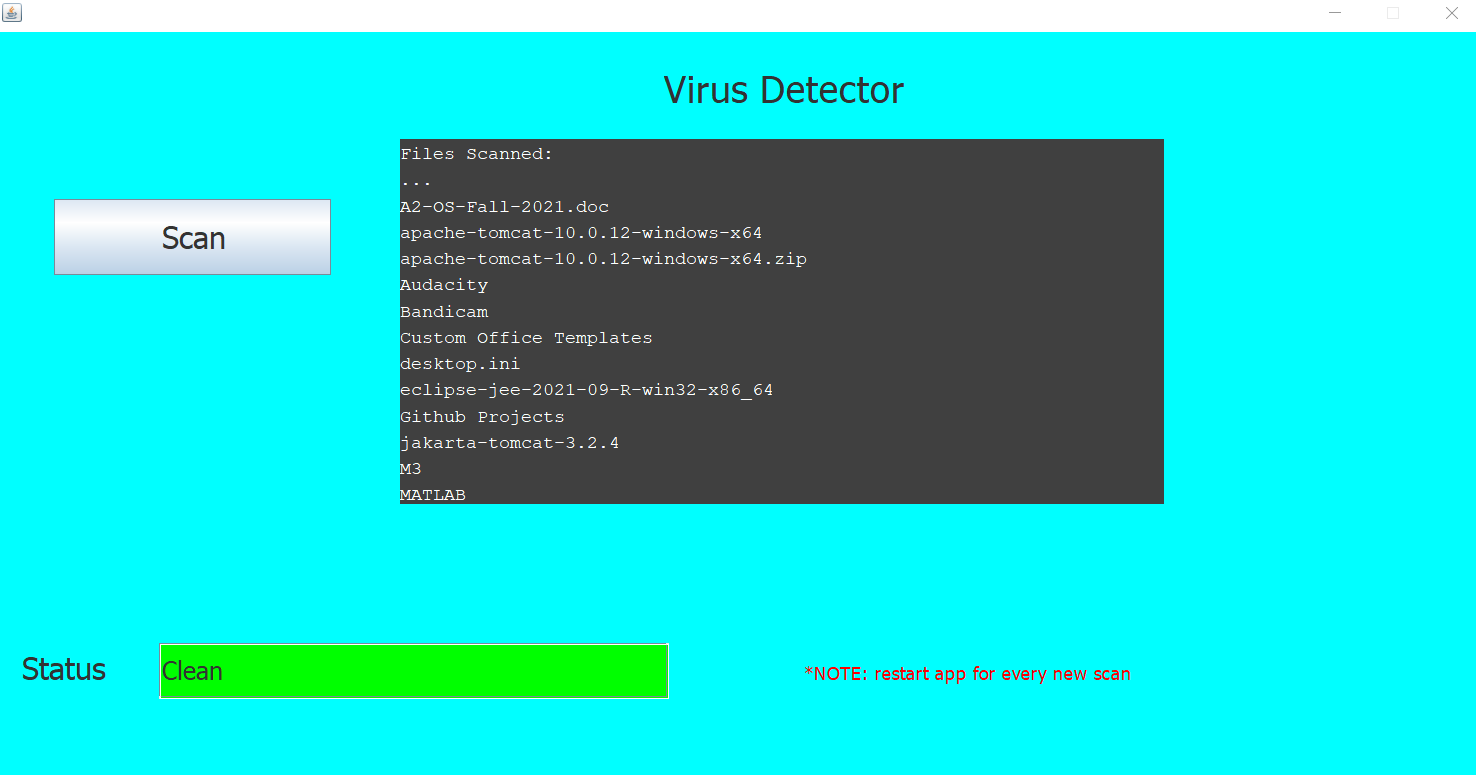 Virus Detector
Scan
Files Scanned:
...
A2-OS-Fall-2021.doc
apache-tomcat-10.0.12-windows-x64
apache-tomcat-10.0.12-windows-x64.zip
Audacity
Bandicam
Custom Office Templates
desktop.ini
eclipse-jee-2021-09-R-win32-x86_64
Github Projects
jakarta-tomcat-3.2.4
M3
MATLAB
Status
Clean
*NOTE: restart app for every new scan